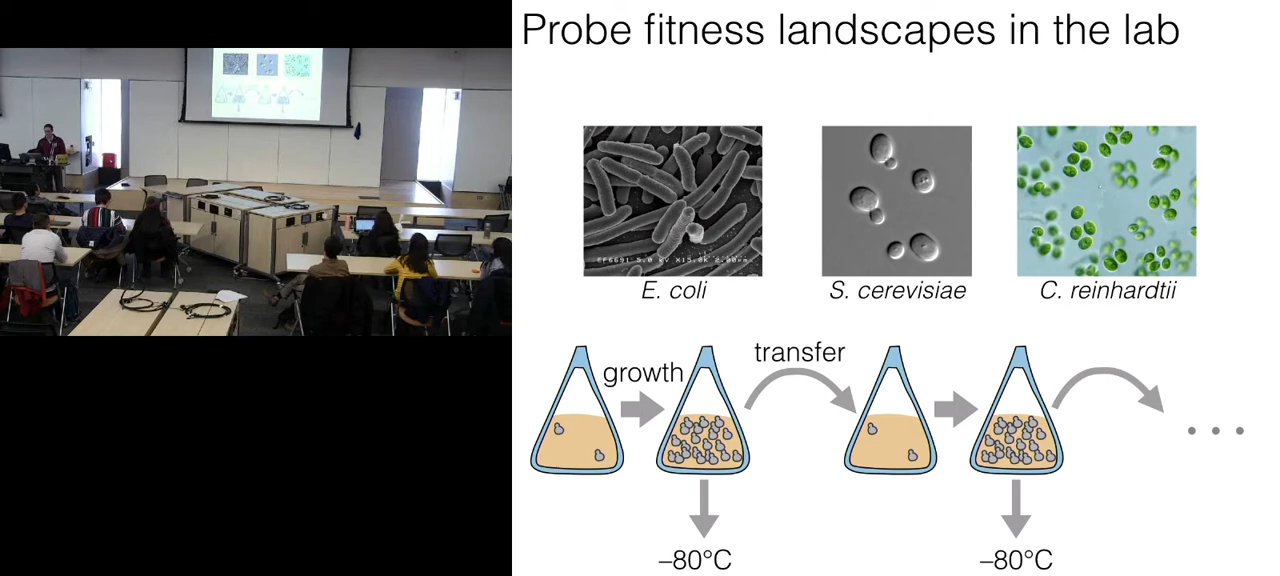 Probe fitness landscapes in the lab
E. coli
S. cerevisiae
C. reinhardtii
growth
transfer
–80°C
–80°C